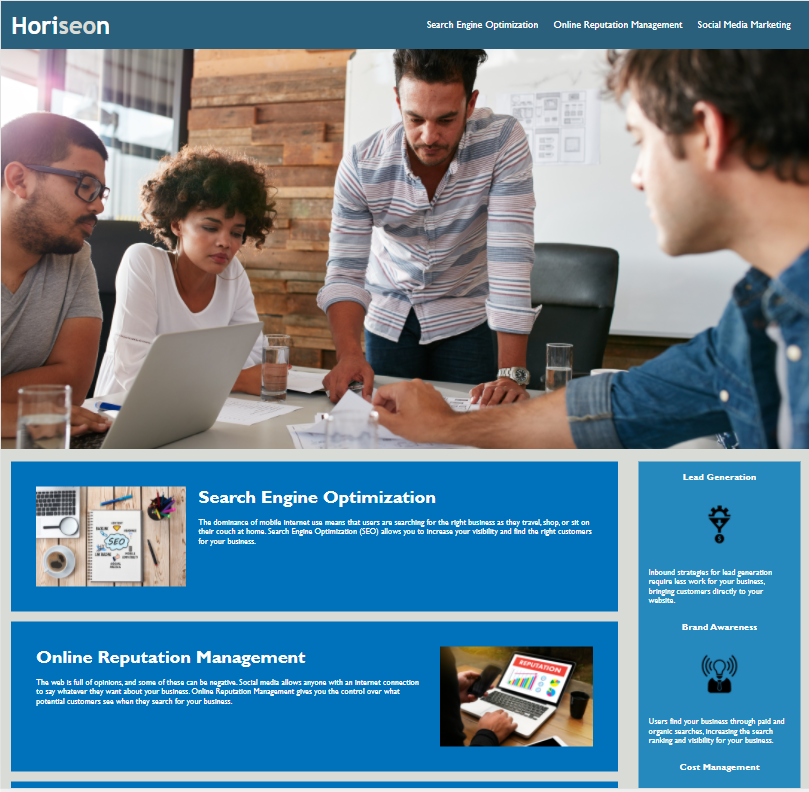 Horiseon
Search Engine Optimization
Online Reputation Management
Social Media Marketing
SEO
Search Engine Optimization
The dominance of mobile internet use means that users are searching for the right business as they travel, shop, or sit on
their couch at home. Search Engine Optimization (SEO) allows you to increase your visibility and find the right customers
for your business.
Online Reputation Management
The web is full of opinions, and some of these can be negative. Social media allows anyone with an internet connection
to say whatever they want about your business. Online Reputation Management gives you the control over what
potential customers see when they search for your business.
REPUTATION
Lead Generation
Inbound strategies for lead generation
require less work for your business,
bringing customers directly to your
website.
Brand Awareness
Users find your business through paid and
organic searches, increasing the search
ranking and visibility for your business.
Cost Management